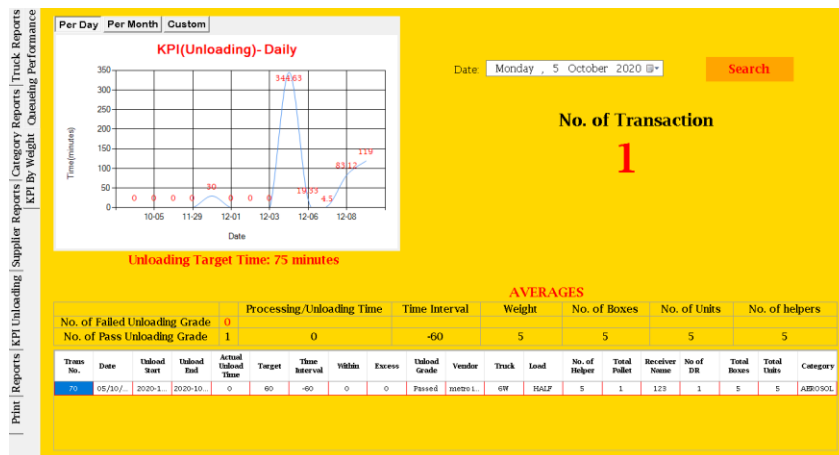 Print | Reports | KPI Unloading | Supplier Reports | Category Reports | Truck Reports
KPI By Weight Queueing Performance
Per Day Per Month Custom
KPI(Unloading)- Daily
Time(minutes)
350
300
250
200
150
100
50
0
0 0 0 0 30 0 0 0 344.63 19.33 4.5 83.12 119
10-05 11-29 12-01 12-03 12-06 12-08
Date
Unloading Target Time: 75 minutes
Date: Monday , 5 October 2020
Search
No. of Transaction
1
AVERAGES
Processing/Unloading Time Time Interval Weight No. of Boxes No. of Units No. of helpers
No. of Failed Unloading Grade 0
No. of Pass Unloading Grade 1 0 -60 5 5 5 5
Trans No. Date Unload Start Unload End Actual Unload Time Target Time Interval Within Excess Unload Grade Vendor Truck Load No. of Helper Total Pallet Receiver Name No of DR Total Boxes Total Units Category
70 05/10/... 2020-1... 2020-10... 0 60 -60 0 0 Passed metro i... 6W HALF 5 1 123 1 5 5 AEROSOL